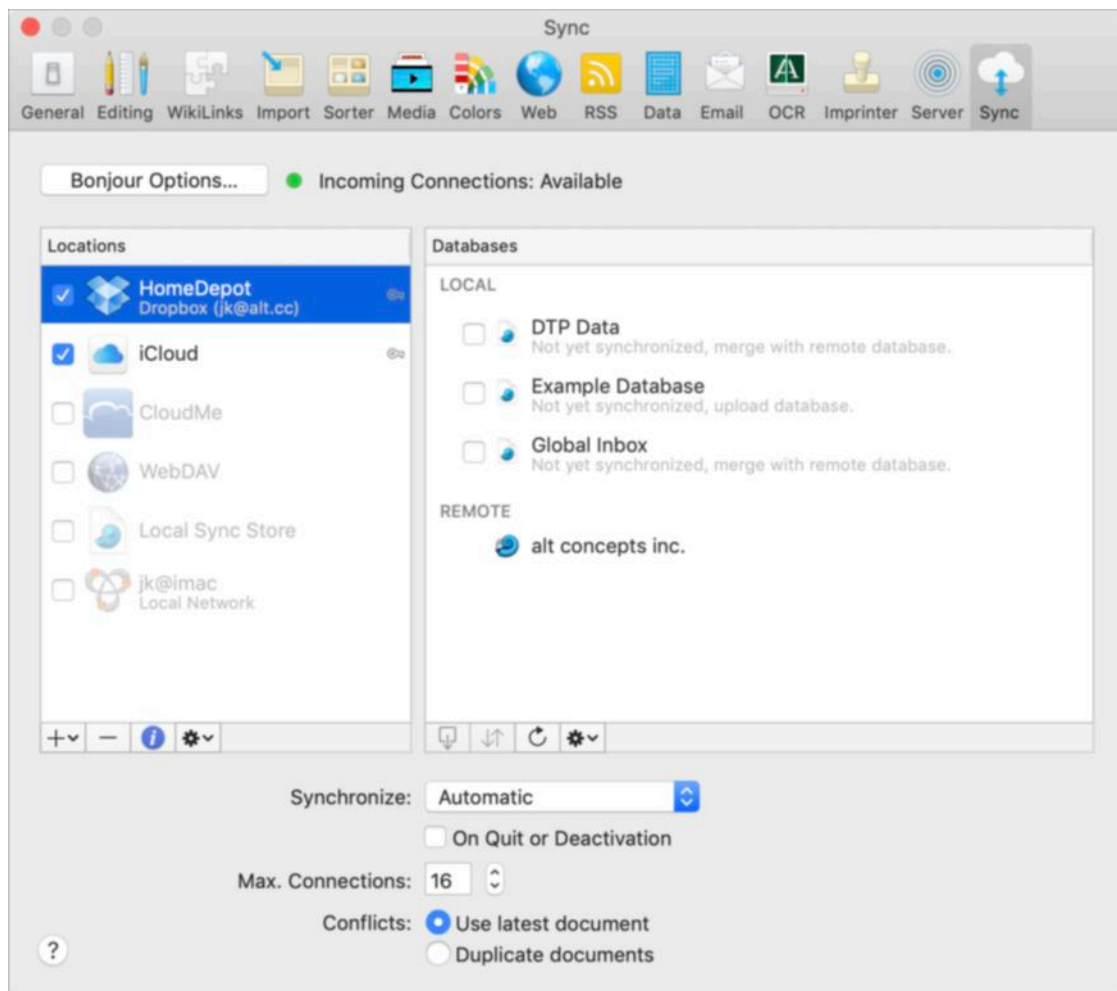 Sync
General Editing WikiLinks Import Sorter Media Colors Web RSS Data Email OCR Imprinter Server Sync
Bonjour Options... Incoming Connections: Available
Locations
HomeDepot
Dropbox (jk@alt.cc)
iCloud
CloudMe
WebDAV
Local Sync Store
jk@imac
Local Network
Databases
LOCAL
DTP Data
Not yet synchronized, merge with remote database.
Example Database
Not yet synchronized, upload database.
Global Inbox
Not yet synchronized, merge with remote database.
REMOTE
alt concepts inc.
Synchronize: Automatic
On Quit or Deactivation
Max. Connections: 16
Conflicts: Use latest document
Duplicate documents
?